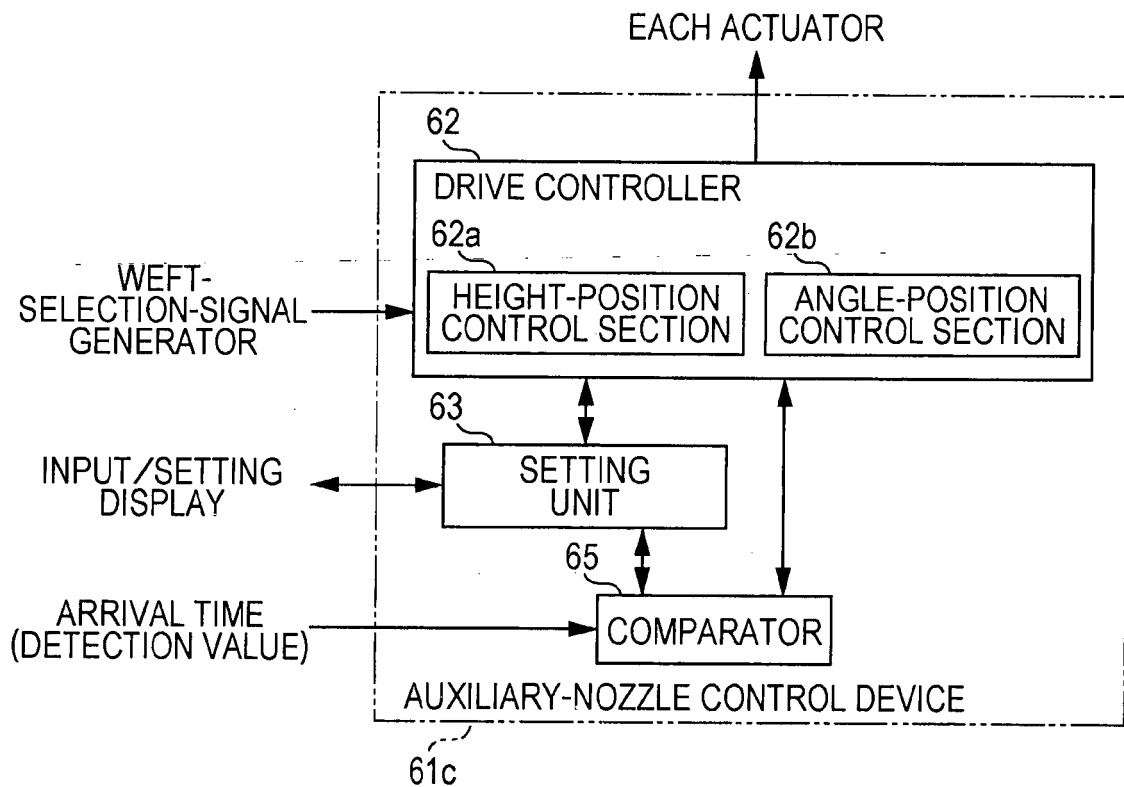 EACH ACTUATOR
62
DRIVE CONTROLLER
62a
62b
WEFT-
SELECTION-SIGNAL
GENERATOR
HEIGHT-POSITION
CONTROL SECTION
ANGLE-POSITION
CONTROL SECTION
63
INPUT/SETTING
DISPLAY
SETTING
UNIT
65
ARRIVAL TIME
(DETECTION VALUE)
COMPARATOR
AUXILIARY-NOZZLE CONTROL DEVICE
61c